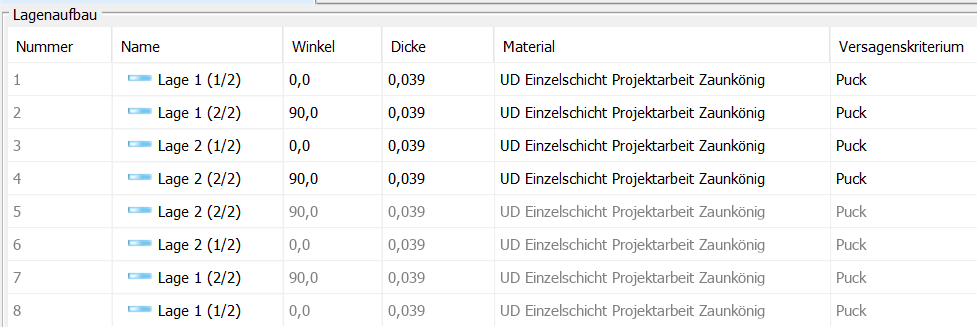 Lagenaufbau
Nummer Name Winkel Dicke Material Versagenskriterium
1 Lage 1 (1/2) 0,0 0,039 UD Einzelschicht Projektarbeit Zaunkönig Puck
2 Lage 1 (2/2) 90,0 0,039 UD Einzelschicht Projektarbeit Zaunkönig Puck
3 Lage 2 (1/2) 0,0 0,039 UD Einzelschicht Projektarbeit Zaunkönig Puck
4 Lage 2 (2/2) 90,0 0,039 UD Einzelschicht Projektarbeit Zaunkönig Puck
5 Lage 2 (2/2) 90,0 0,039 UD Einzelschicht Projektarbeit Zaunkönig Puck
6 Lage 2 (1/2) 0,0 0,039 UD Einzelschicht Projektarbeit Zaunkönig Puck
7 Lage 1 (2/2) 90,0 0,039 UD Einzelschicht Projektarbeit Zaunkönig Puck
8 Lage 1 (1/2) 0,0 0,039 UD Einzelschicht Projektarbeit Zaunkönig Puck